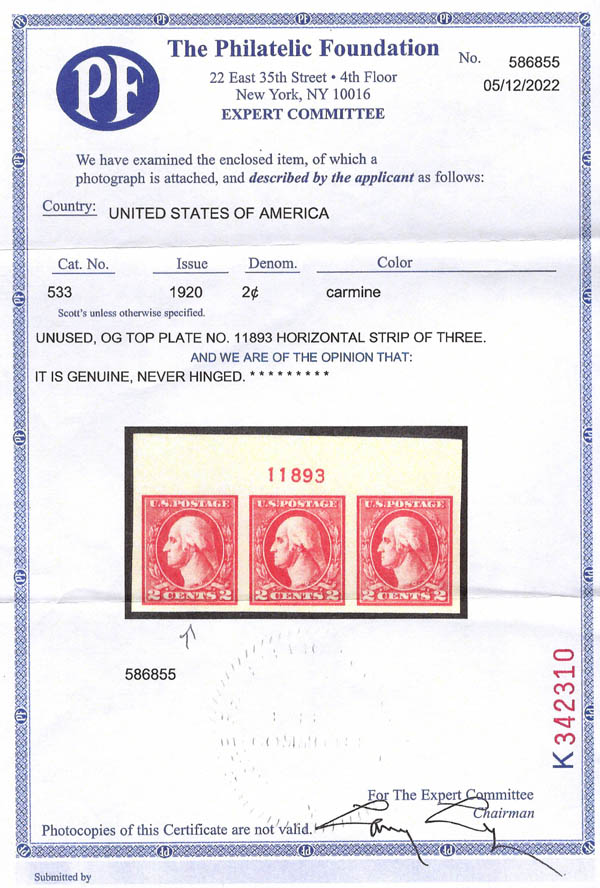 PF
The Philatelic Foundation
22 East 35th Street • 4th Floor
New York, NY 10016
EXPERT COMMITTEE
No. 586855
05/12/2022
We have examined the enclosed item, of which a
photograph is attached, and described by the applicant as follows:
Country: UNITED STATES OF AMERICA
Cat. No. Issue Denom. Color
533 1920 2¢ carmine
Scott's unless otherwise specified.
UNUSED, OG TOP PLATE NO. 11893 HORIZONTAL STRIP OF THREE.
AND WE ARE OF THE OPINION THAT:
IT IS GENUINE, NEVER HINGED. * * * * * * * * *
11893
U.S.POSTAGE U.S.POSTAGE U.S.POSTAGE
2 CENTS 2 2 CENTS 2 2 CENTS 2
586855
K 342310
For The Expert Committee
Chairman
Photocopies of this Certificate are not valid.
Submitted by